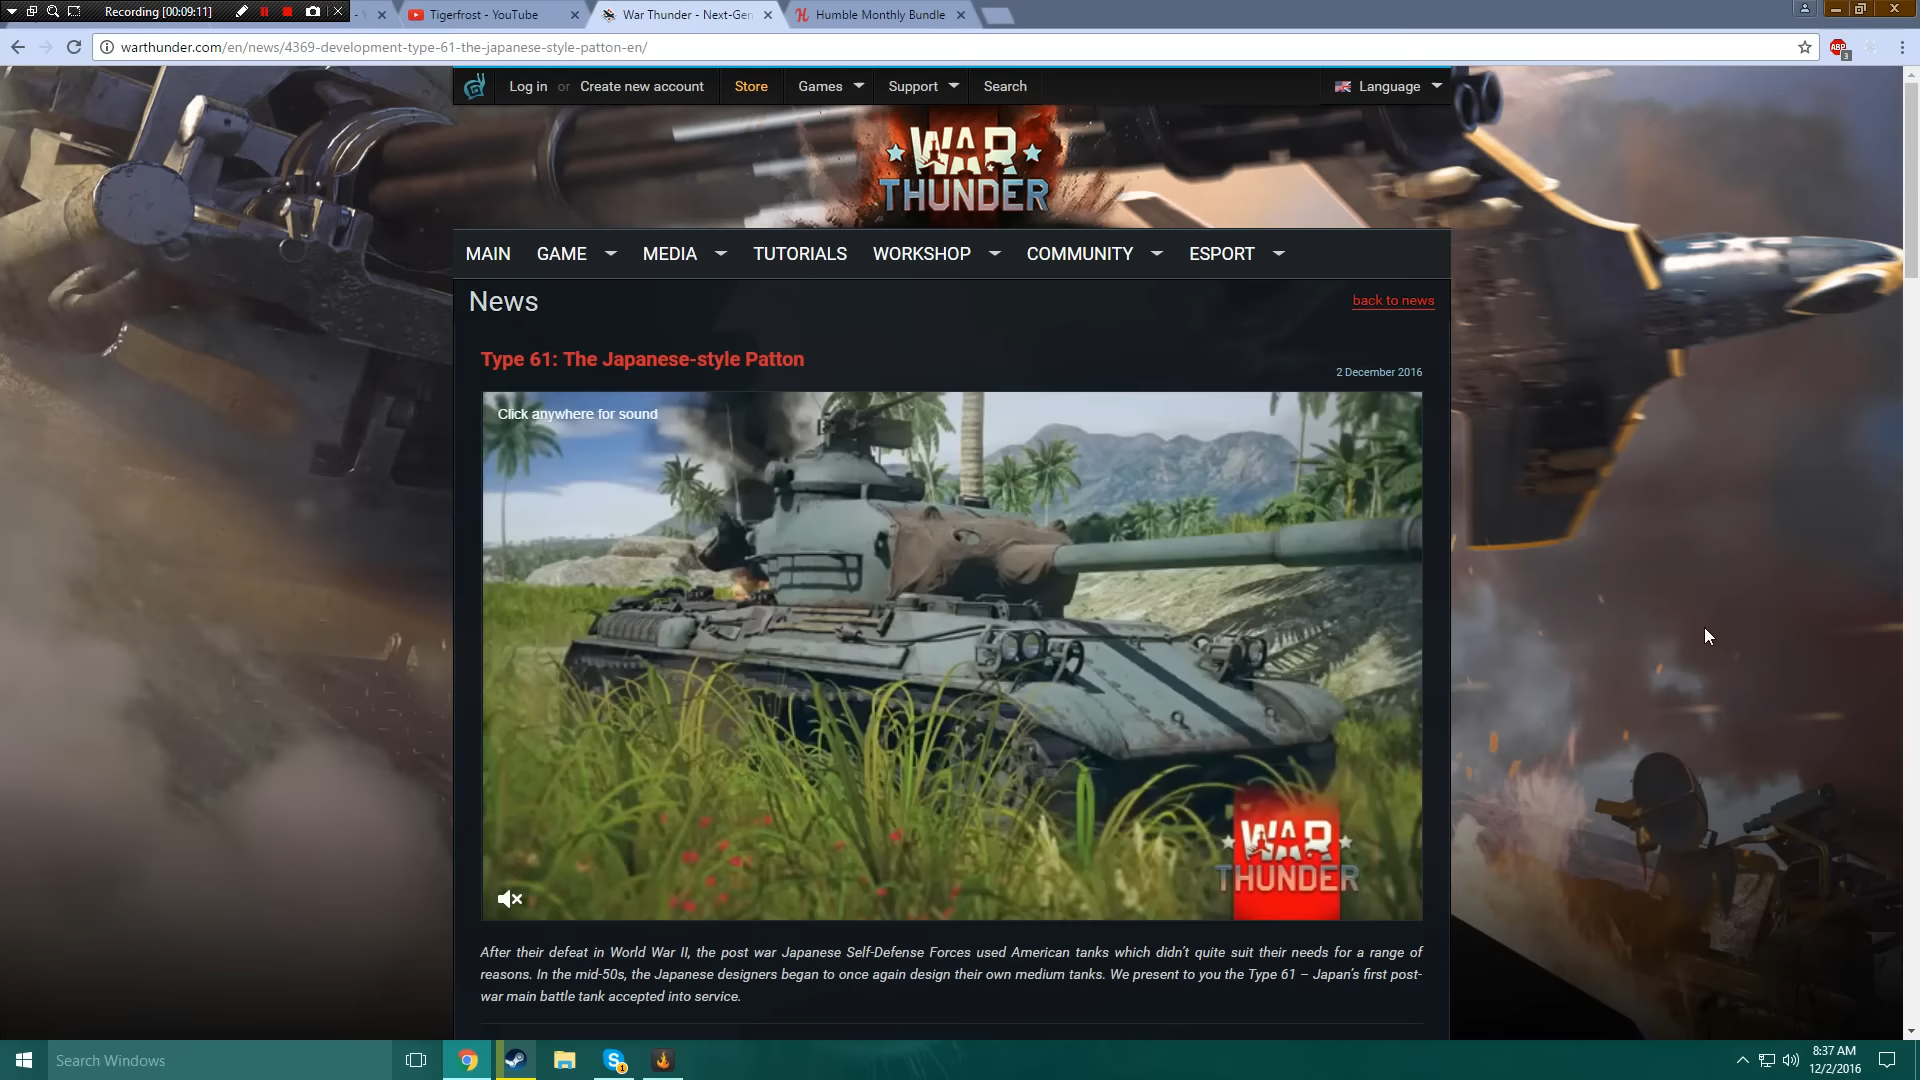 Recording [00:09:11]
Tigerfrost - YouTube
War Thunder - Next-Gen
Humble Monthly Bundle
warthunder.com/en/news/4369-development-type-61-the-japanese-style-patton-en/
ABP
3
Log in or Create new account
Store
Games
Support
Search
Language
WAR
THUNDER
MAIN
GAME
MEDIA
TUTORIALS
WORKSHOP
COMMUNITY
ESPORT
News
back to news
Type 61: The Japanese-style Patton
2 December 2016
Click anywhere for sound
WAR
THUNDER
After their defeat in World War II, the post war Japanese Self-Defense Forces used American tanks which didn't quite suit their needs for a range of
reasons. In the mid-50s, the Japanese designers began to once again design their own medium tanks. We present to you the Type 61 – Japan's first post-
war main battle tank accepted into service.
Search Windows
1
8:37 AM
12/2/2016